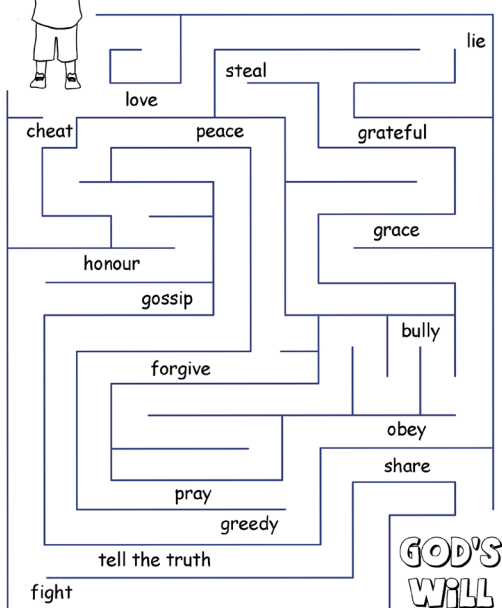 lie
steal
love
cheat
peace
grateful
grace
honour
gossip
bully
forgive
obey
share
pray
greedy
GOD'S
WiLL
tell the truth
fight